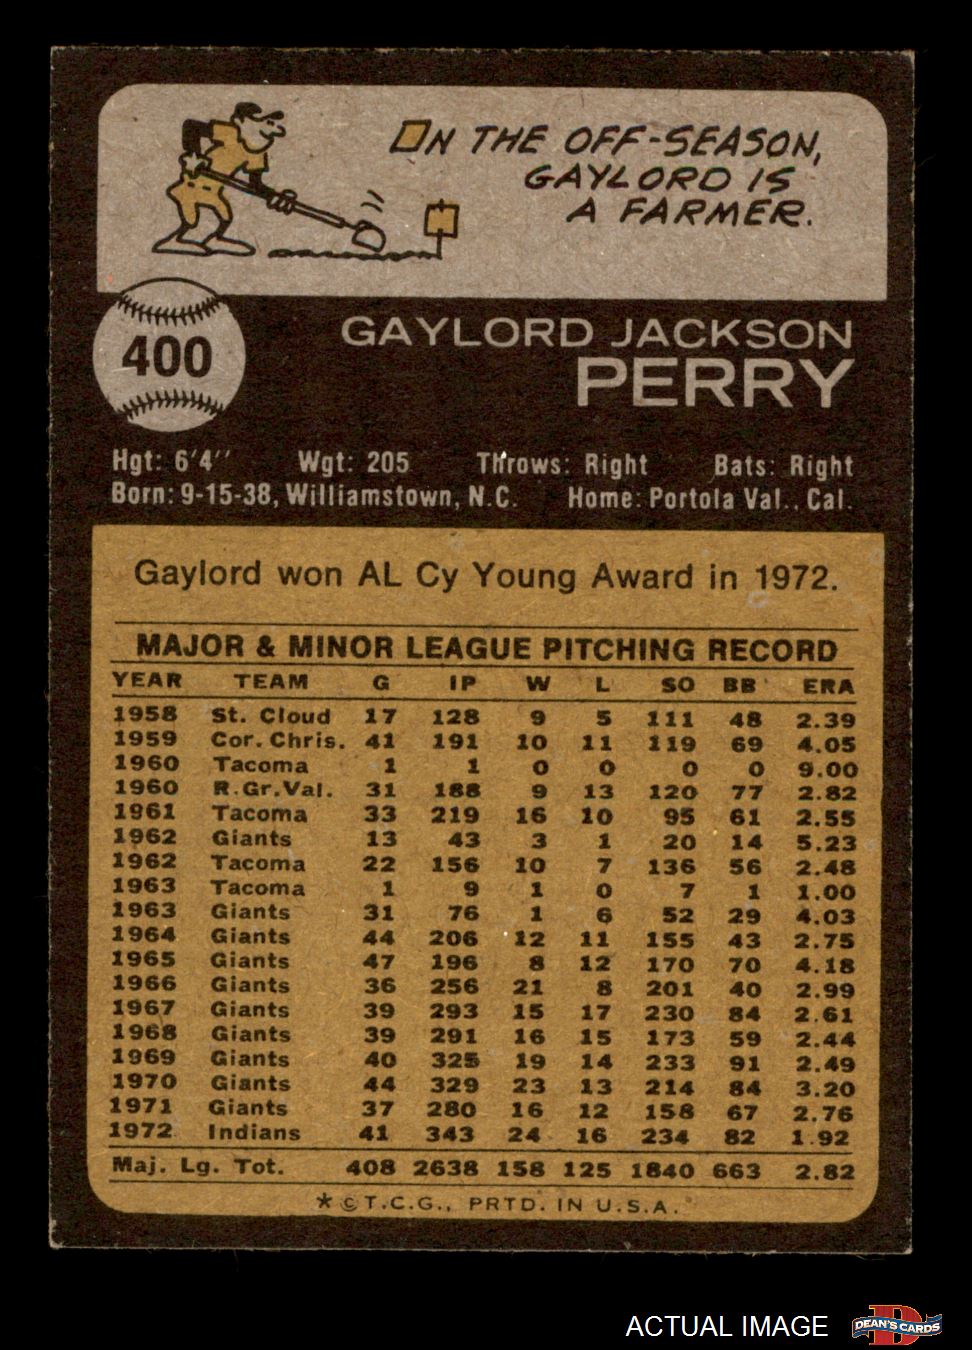 ON THE OFF-SEASON,
GAYLORD IS
A FARMER.
400
GAYLORD JACKSON
PERRY
Hgt: 6'4" Wgt: 205 Throws: Right Bats: Right
Born: 9-15-38, Williamstown, N.C. Home: Portola Val., Cal.
Gaylord won AL Cy Young Award in 1972.
MAJOR & MINOR LEAGUE PITCHING RECORD
YEAR TEAM G IP W L SO BB ERA
1958 St. Cloud 17 128 9 5 111 48 2.39
1959 Cor. Chris. 41 191 10 11 119 69 4.05
1960 Tacoma 1 1 0 0 0 0 9.00
1960 R.Gr.Val. 31 188 9 13 120 77 2.82
1961 Tacoma 33 219 16 10 95 61 2.55
1962 Giants 13 43 3 1 20 14 5.23
1962 Tacoma 22 156 10 7 136 56 2.48
1963 Tacoma 1 9 1 0 7 1 1.00
1963 Giants 31 76 1 6 52 29 4.03
1964 Giants 44 206 12 11 155 43 2.75
1965 Giants 47 196 8 12 170 70 4.18
1966 Giants 36 256 21 8 201 40 2.99
1967 Giants 39 293 15 17 230 84 2.61
1968 Giants 39 291 16 15 173 59 2.44
1969 Giants 40 325 19 14 233 91 2.49
1970 Giants 44 329 23 13 214 84 3.20
1971 Giants 37 280 16 12 158 67 2.76
1972 Indians 41 343 24 16 234 82 1.92
Maj. Lg. Tot. 408 2638 158 125 1840 663 2.82
* © T.C.G., PRTD. IN U.S.A.
ACTUAL IMAGE
D
DEAN'S CARDS